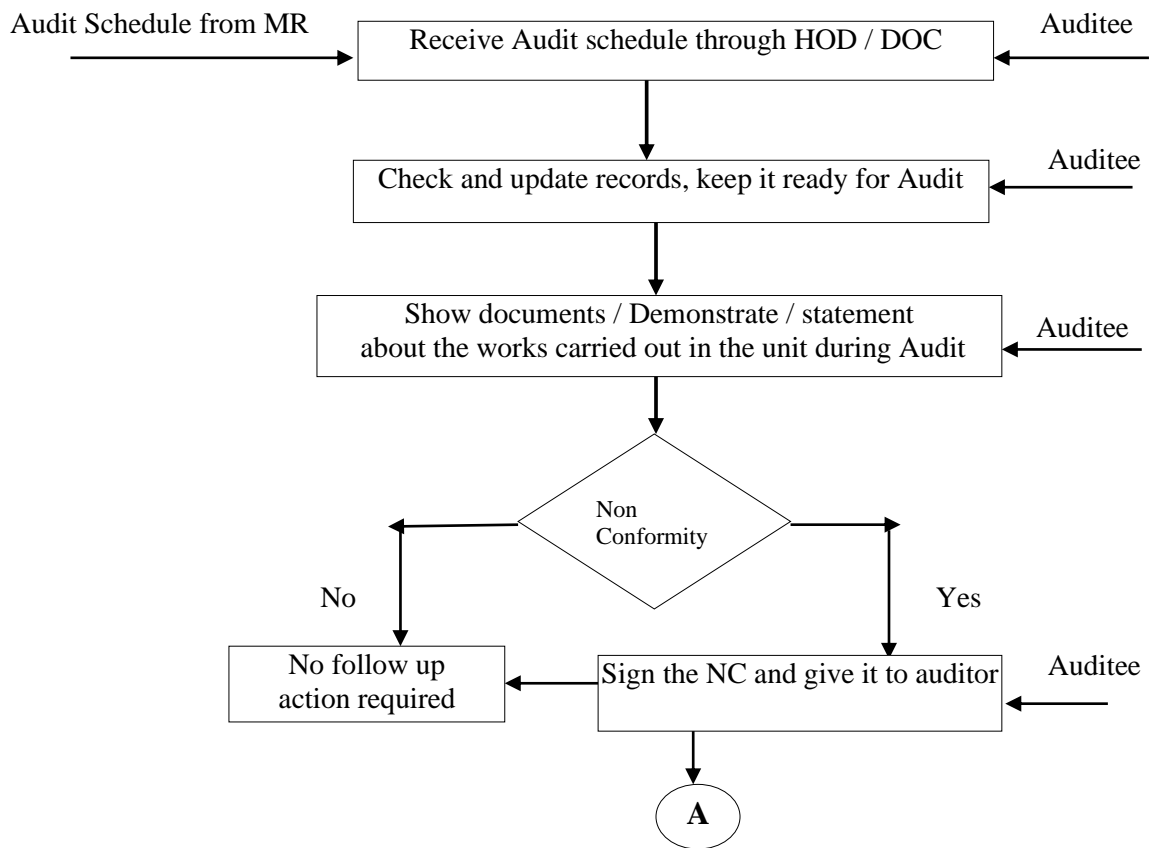 Audit Schedule from MR
Receive Audit schedule through HOD / DOC
Auditee
Check and update records, keep it ready for Audit
Auditee
Show documents / Demonstrate / statement
about the works carried out in the unit during Audit
Auditee
Non
Conformity
No
Yes
No follow up
action required
Sign the NC and give it to auditor
Auditee
A